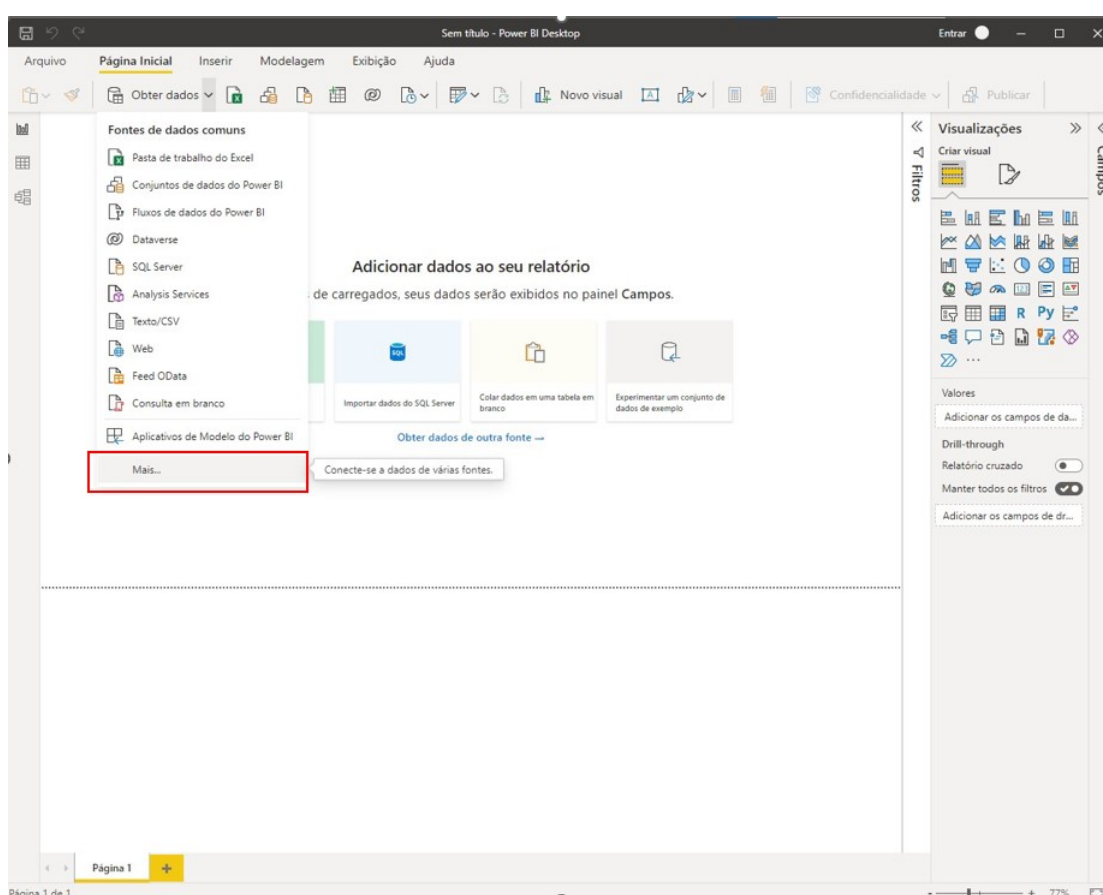 Sem título - Power BI Desktop
Entrar
Arquivo
Página Inicial
Inserir
Modelagem
Exibição
Ajuda
Obter dados
Novo visual
Confidencialidade
Publicar
Fontes de dados comuns
Pasta de trabalho do Excel
Conjuntos de dados do Power BI
Fluxos de dados do Power BI
Dataverse
SQL Server
Analysis Services
Texto/CSV
Web
Feed OData
Consulta em branco
Aplicativos de Modelo do Power BI
Mais...
Conecte-se a dados de várias fontes.
Adicionar dados ao seu relatório
de carregados, seus dados serão exibidos no painel Campos.
SQL
Importar dados do SQL Server
Colar dados em uma tabela em
branco
Experimentar um conjunto de
dados de exemplo
Obter dados de outra fonte →
Filtros
Visualizações
Criar visual
123
R
Py
...
Valores
Adicionar os campos de da...
Drill-through
Relatório cruzado
Manter todos os filtros
Adicionar os campos de dr...
Campos
Página 1
Página 1 de 1
77%